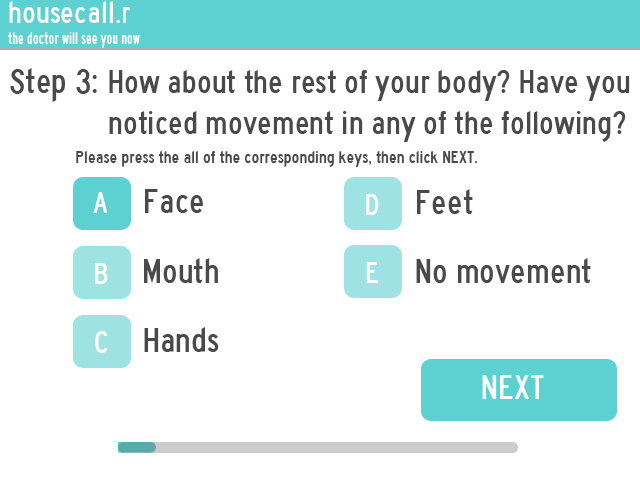 housecall.r
the doctor will see you now
Step 3: How about the rest of your body? Have you
noticed movement in any of the following?
Please press the all of the corresponding keys, then click NEXT.
A Face
B Mouth
C Hands
D Feet
E No movement
NEXT